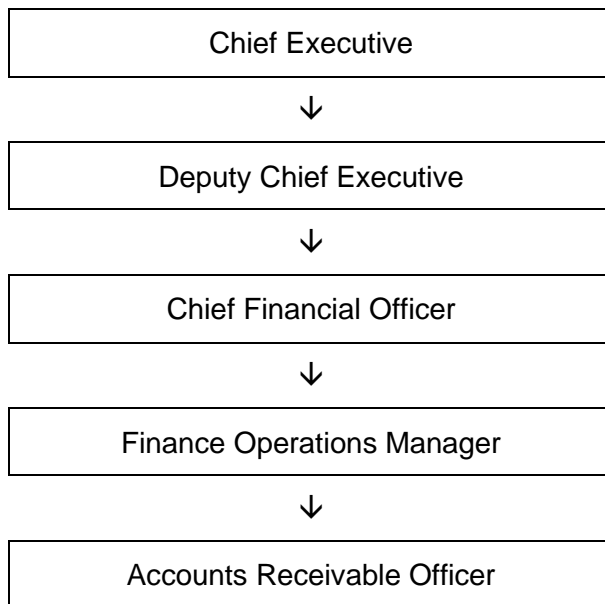 Chief Executive
Deputy Chief Executive
Chief Financial Officer
Finance Operations Manager
Accounts Receivable Officer